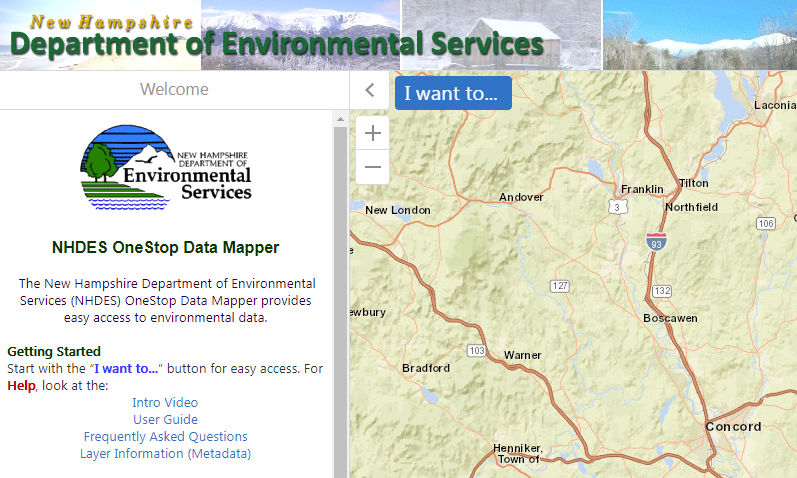 New Hampshire
Department of Environmental Services
Welcome
NEW HAMPSHIRE
DEPARTMENT OF
Environmental
Services
NHDES OneStop Data Mapper
The New Hampshire Department of Environmental
Services (NHDES) OneStop Data Mapper provides
easy access to environmental data.
Getting Started
Start with the “I want to...” button for easy access. For
Help, look at the:
Intro Video
User Guide
Frequently Asked Questions
Layer Information (Metadata)
I want to...
Laconia
Tilton
Franklin
Andover
3
Northfield
New London
106
93
127
132
ewbury
Boscawen
103
Warner
Bradford
Concord
Henniker,
Town of